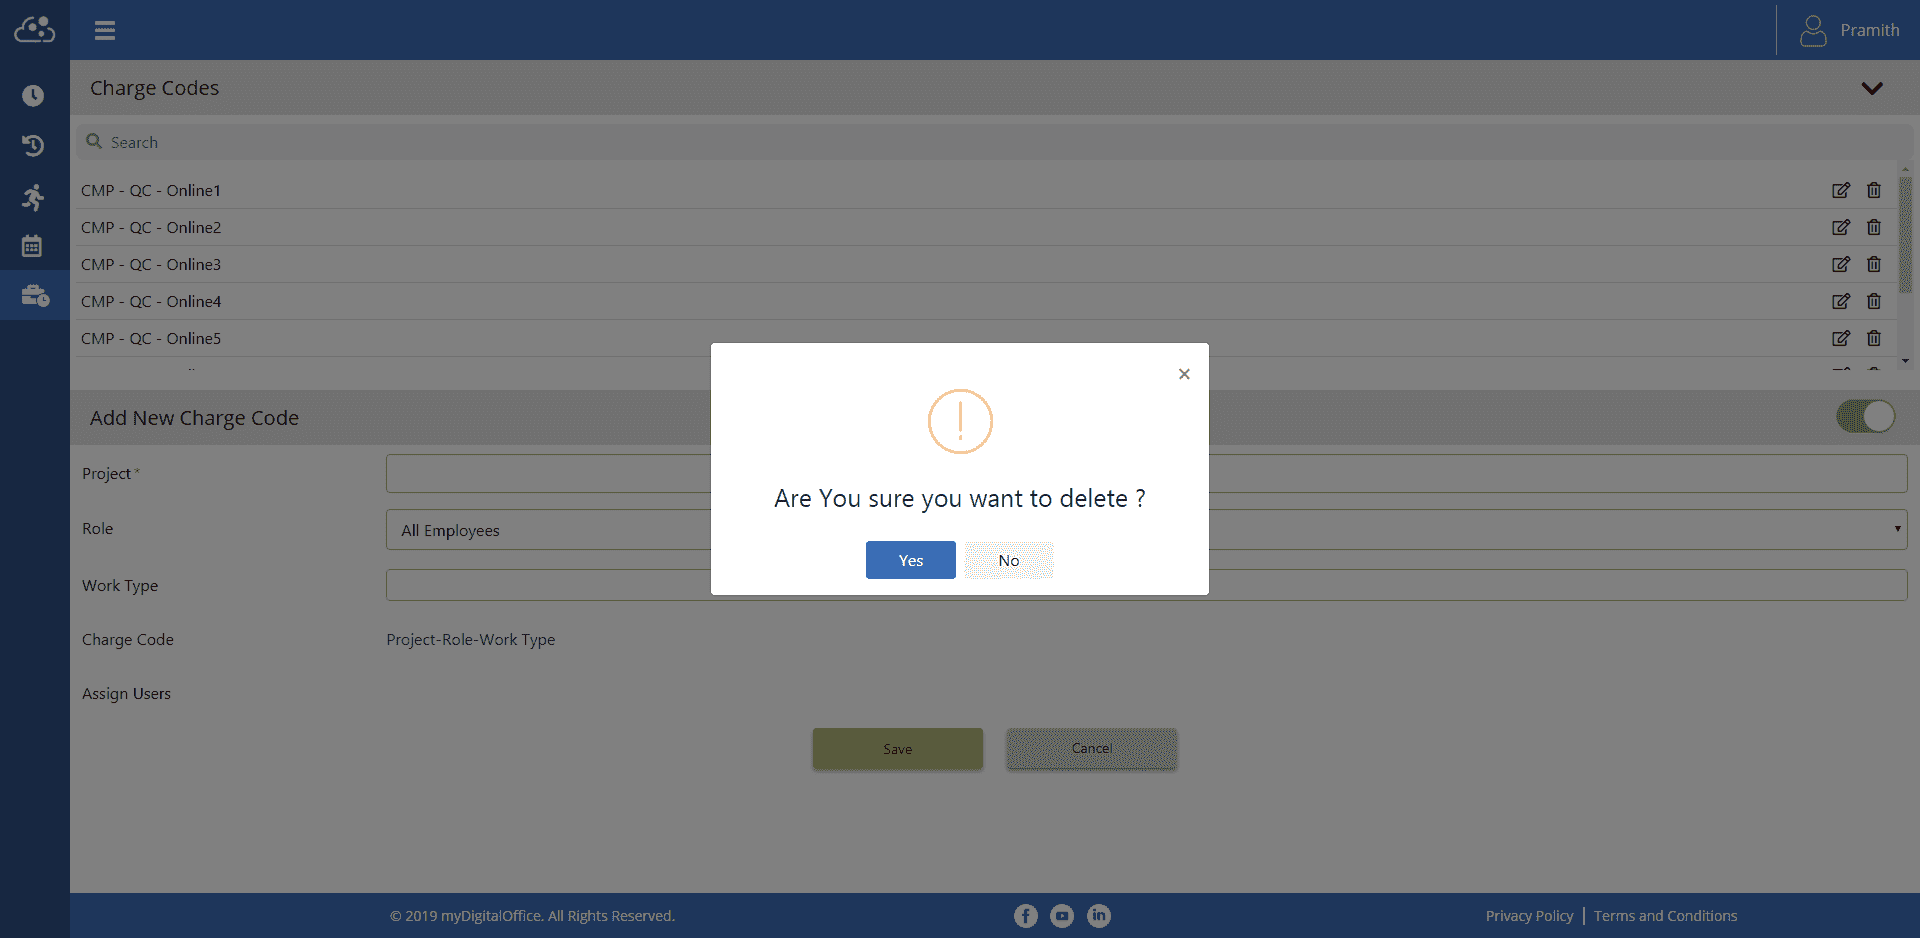 Pramith
Charge Codes
Search
CMP - QC - Online1
CMP - QC - Online2
CMP - QC - Online3
CMP - QC - Online4
CMP - QC - Online5
Are You sure you want to delete ?
Yes No
Add New Charge Code
Project *
Role All Employees
Work Type
Charge Code Project-Role-Work Type
Assign Users
Save Cancel
© 2019 myDigitalOffice. All Rights Reserved. Privacy Policy | Terms and Conditions